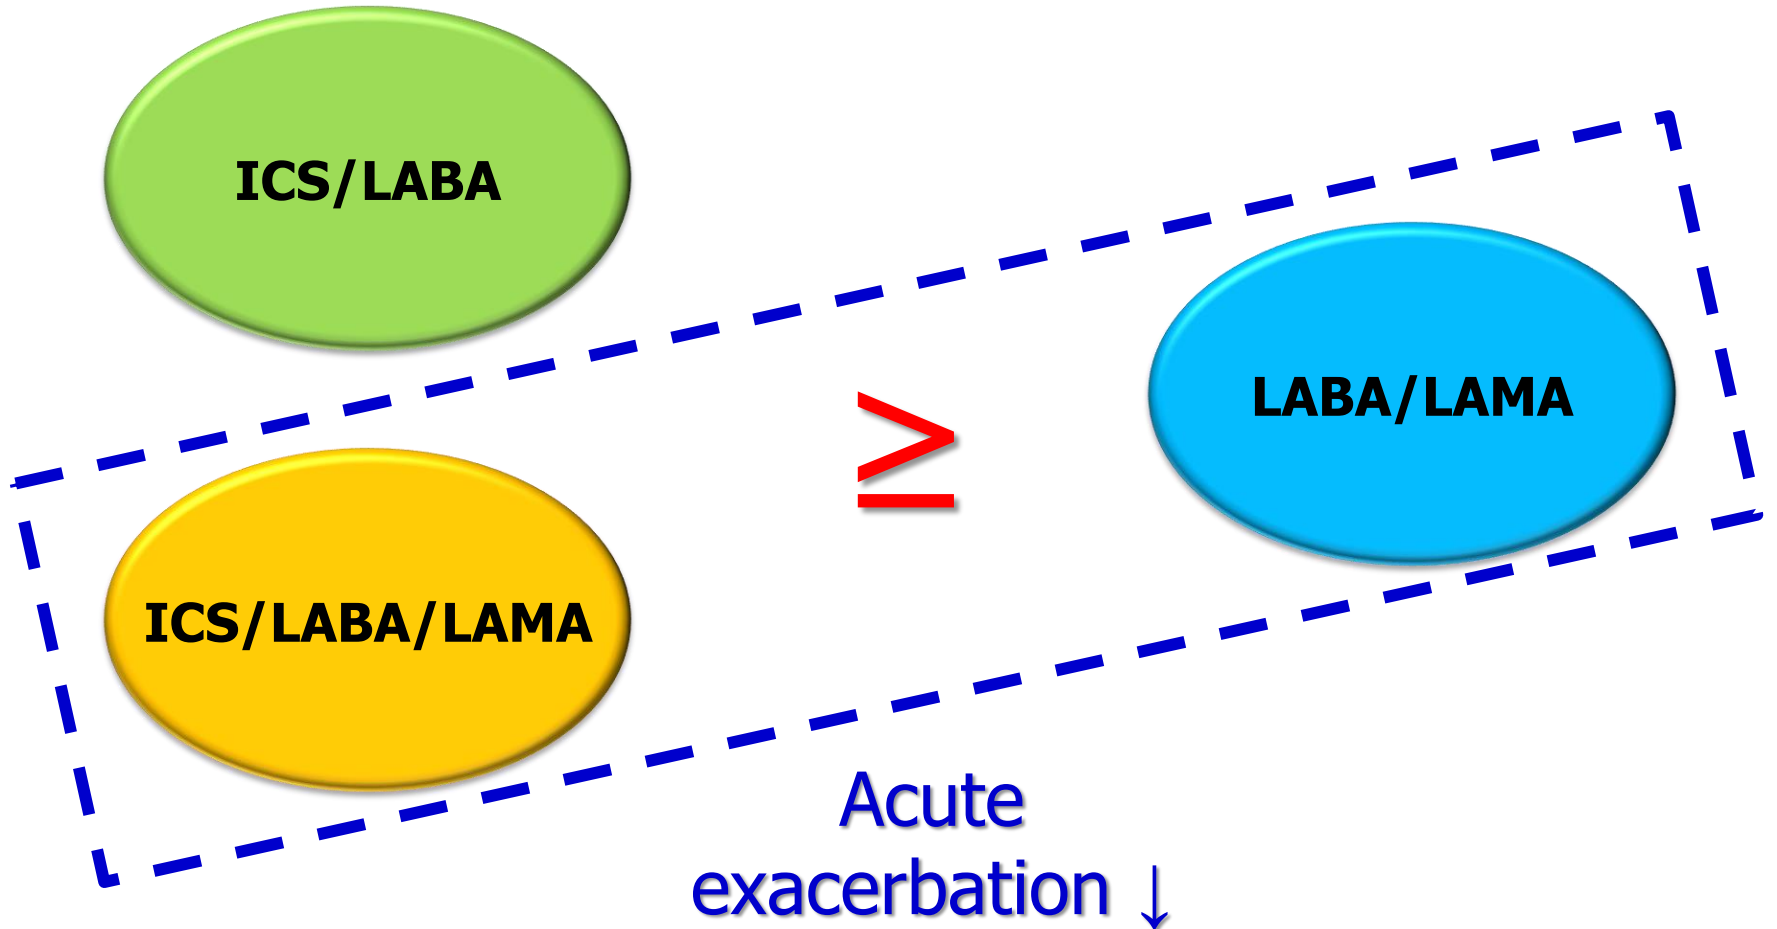 ICS/LABA
LABA/LAMA
≥
ICS/LABA/LAMA
Acute
exacerbation ↓